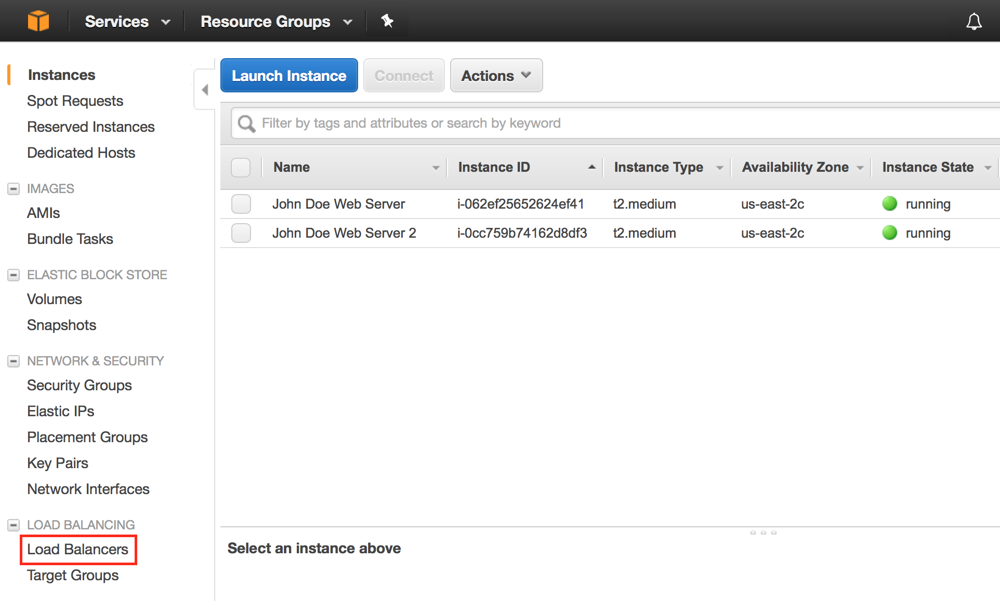 Services
Resource Groups
Instances
Spot Requests
Reserved Instances
Dedicated Hosts
IMAGES
AMIs
Bundle Tasks
ELASTIC BLOCK STORE
Volumes
Snapshots
NETWORK & SECURITY
Security Groups
Elastic IPs
Placement Groups
Key Pairs
Network Interfaces
LOAD BALANCING
Load Balancers
Target Groups
Launch Instance Connect Actions
Filter by tags and attributes or search by keyword
Name Instance ID Instance Type Availability Zone Instance State
John Doe Web Server i-062ef25652624ef41 t2.medium us-east-2c running
John Doe Web Server 2 i-0cc759b74162d8df3 t2.medium us-east-2c running
Select an instance above